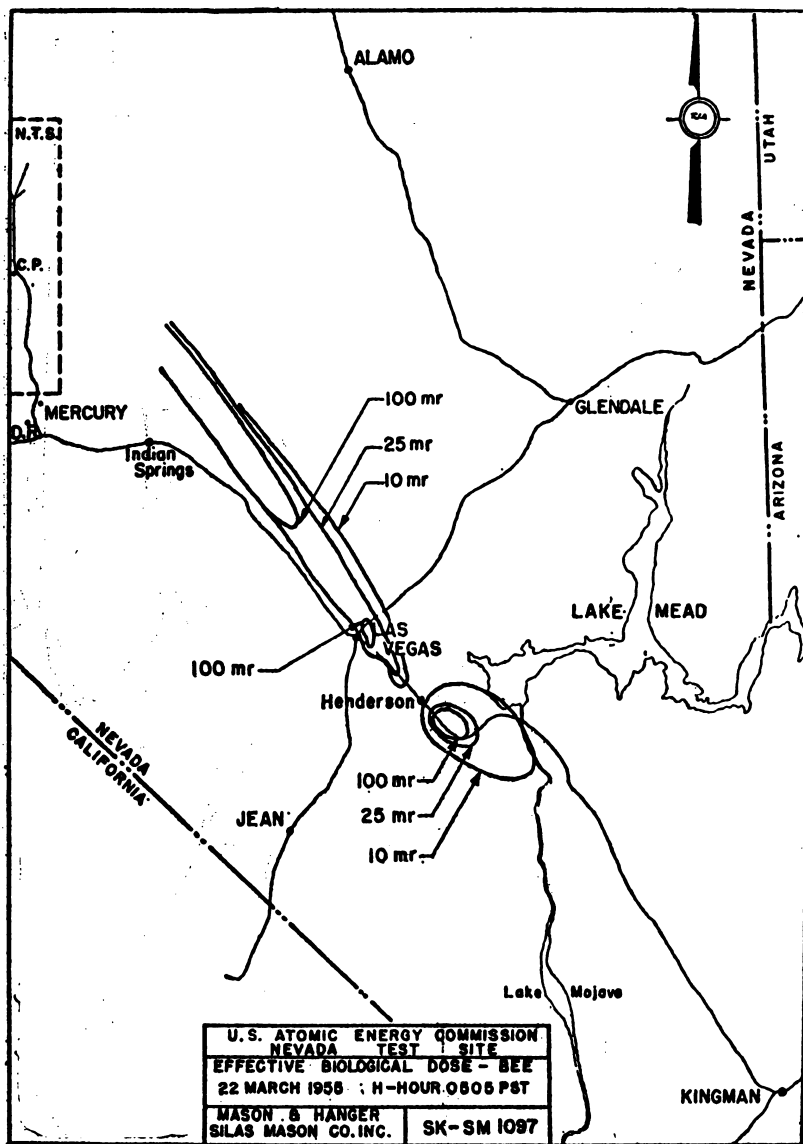 ALAMO
N.T.S.
UTAH
NEVADA
C.P.
MERCURY
Indian
Springs
100 mr
25 mr
10 mr
GLENDALE
ARIZONA
LAKE MEAD
LAS
VEGAS
100 mr
Henderson
NEVADA
CALIFORNIA
100 mr
25 mr
10 mr
JEAN
Lake Mojave
KINGMAN
U.S. ATOMIC ENERGY COMMISSION
NEVADA TEST SITE
EFFECTIVE BIOLOGICAL DOSE - BEE
22 MARCH 1955 ; H-HOUR 0505 PST
MASON & HANGER
SILAS MASON CO. INC.
SK-SM 1097